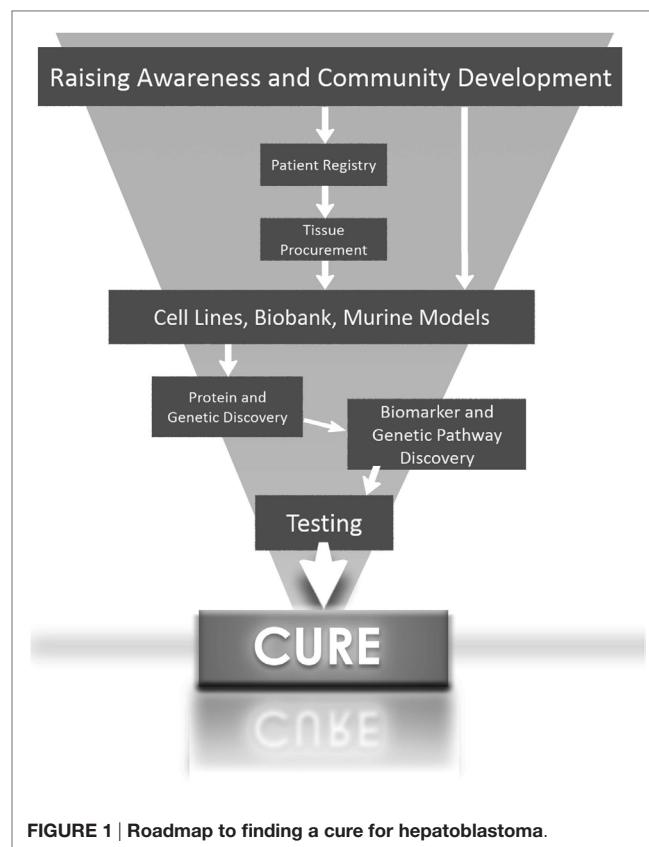 Raising Awareness and Community Development
Patient Registry
Tissue
Procurement
Cell Lines, Biobank, Murine Models
Protein and
Genetic Discovery
Biomarker and
Genetic Pathway
Discovery
Testing
CURE
CURE
FIGURE 1 | Roadmap to finding a cure for hepatoblastoma.